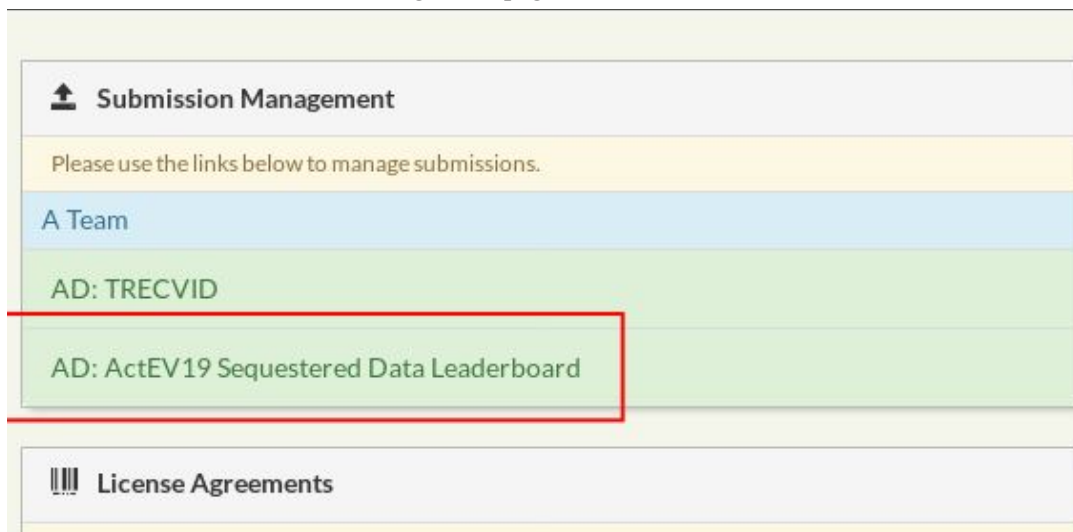 Submission Management
Please use the links below to manage submissions.
A Team
AD: TRECVID
AD: ActEV19 Sequestered Data Leaderboard
License Agreements